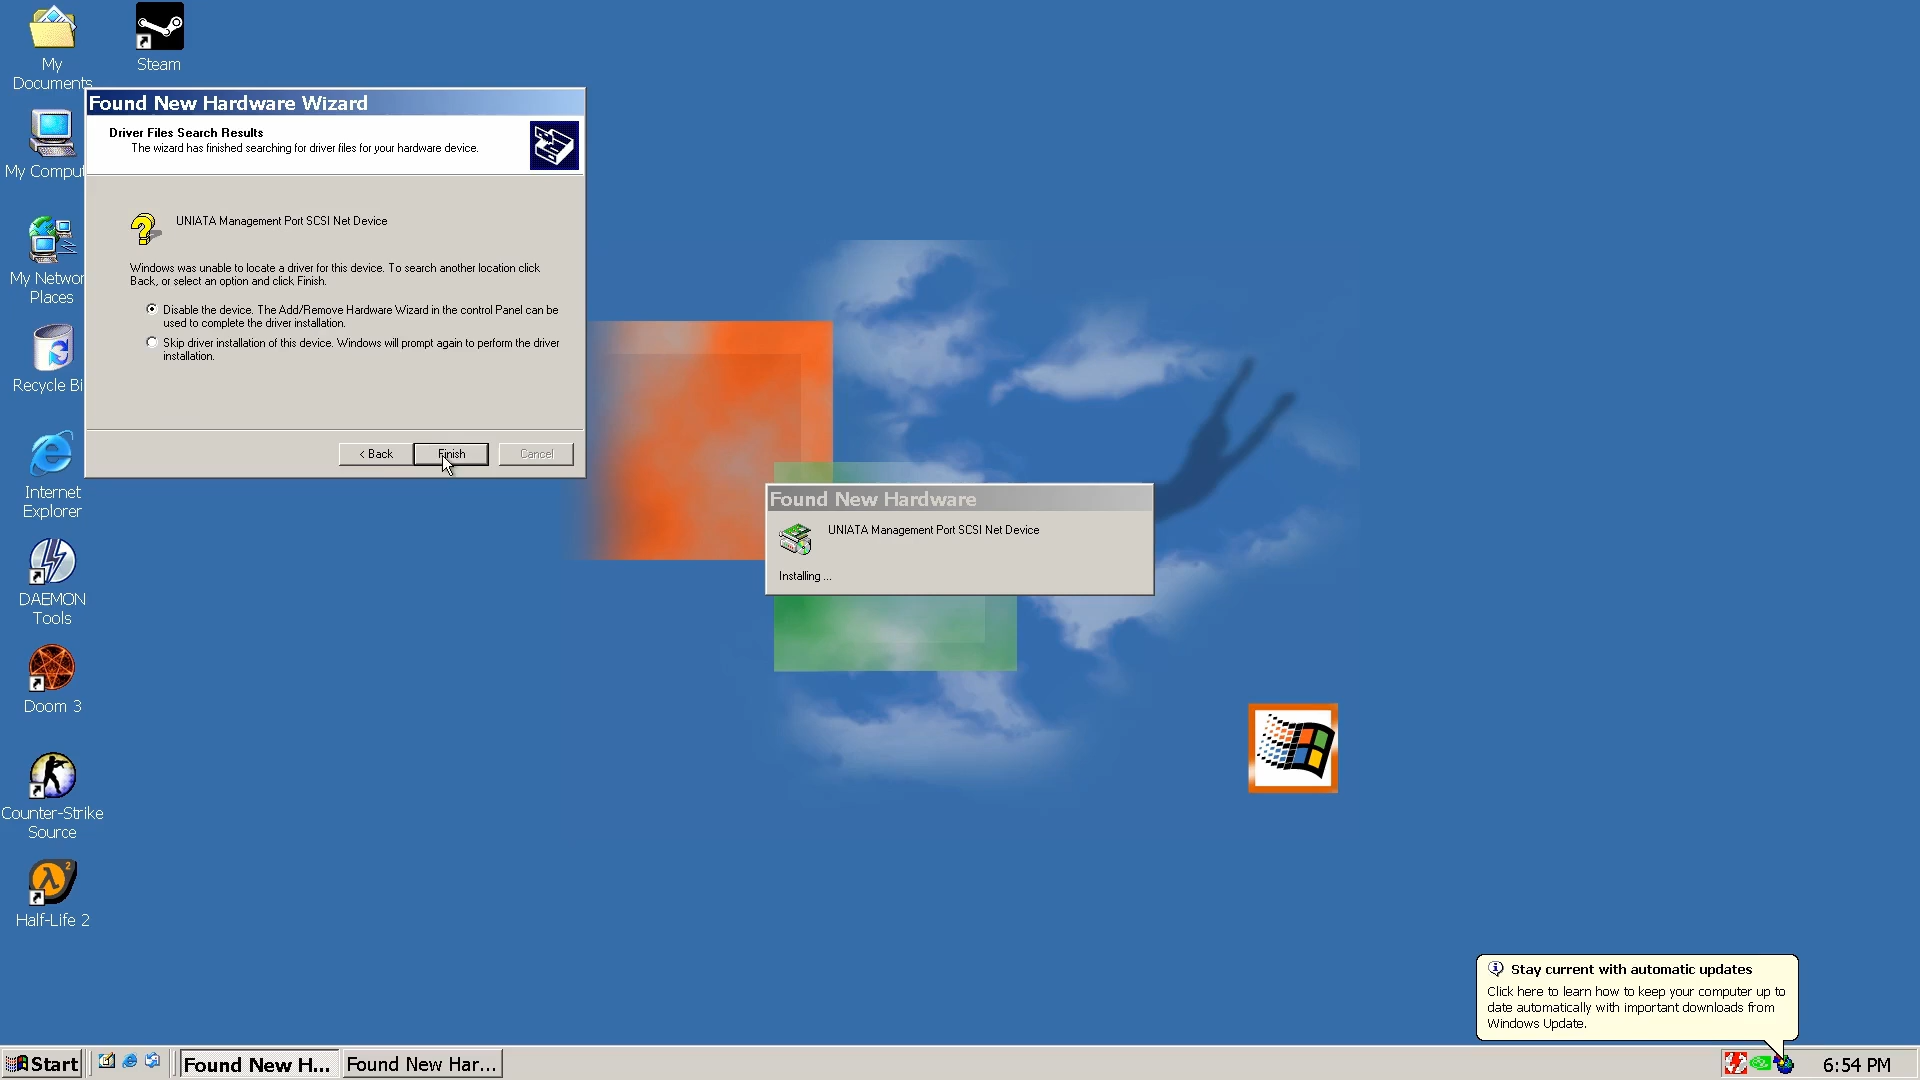 My
Documents
Steam
Found New Hardware Wizard
Driver Files Search Results
The wizard has finished searching for driver files for your hardware device.
UNIATA Management Port SCSI Net Device
Windows was unable to locate a driver for this device. To search another location click
Back, or select an option and click Finish.
Disable the device. The Add/Remove Hardware Wizard in the control Panel can be
used to complete the driver installation.
Skip driver installation of this device. Windows will prompt again to perform the driver
installation.
< Back
Finish
Cancel
My Comput
My Networ
Places
Recycle Bi
Internet
Explorer
DAEMON
Tools
Doom 3
Counter-Strike
Source
Half-Life 2
2
Found New Hardware
UNIATA Management Port SCSI Net Device
Installing ...
Stay current with automatic updates
Click here to learn how to keep your computer up to
date automatically with important downloads from
Windows Update.
Start
Found New H...
Found New Har...
6:54 PM